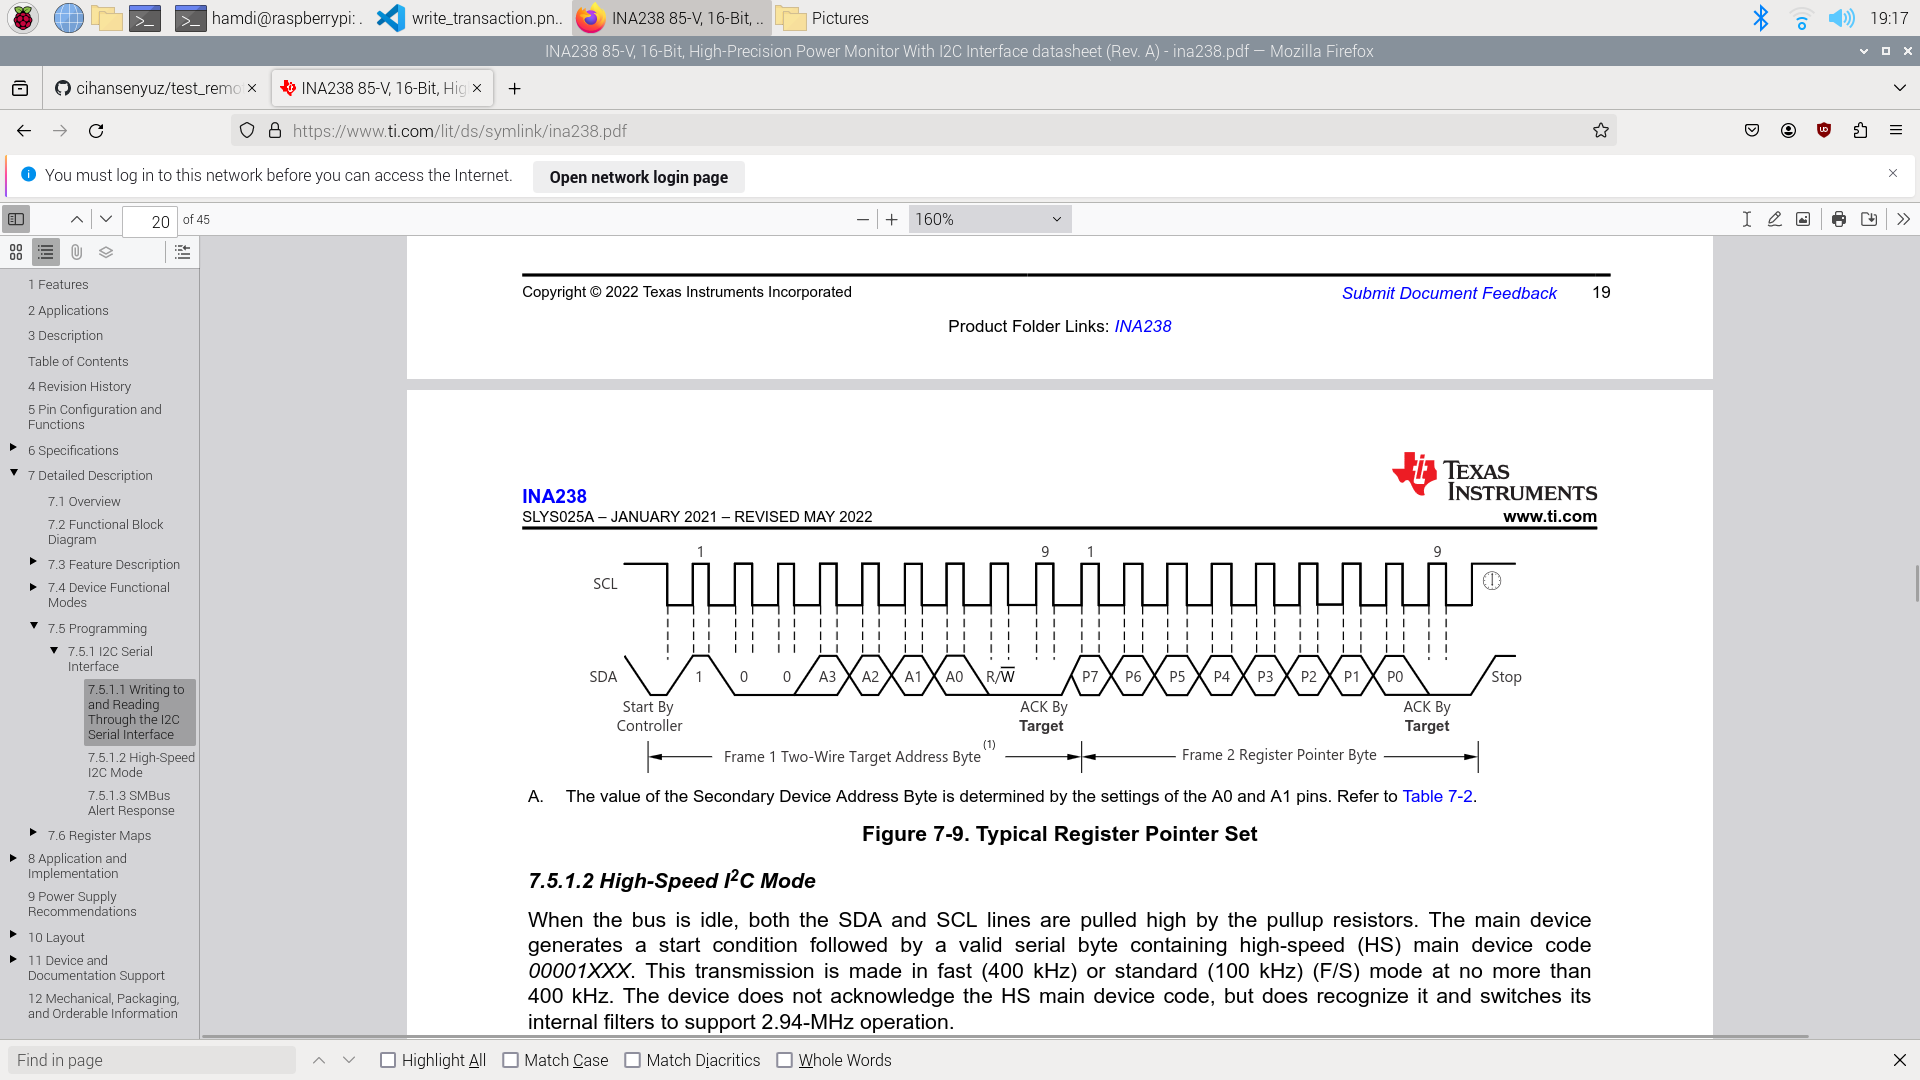 hamdi@raspberrypi: .
write_transaction.pn..
INA238 85-V, 16-Bit, ..
Pictures
19:17
INA238 85-V, 16-Bit, High-Precision Power Monitor With I2C Interface datasheet (Rev. A) - ina238.pdf — Mozilla Firefox
cihansenyuz/test_remo
INA238 85-V, 16-Bit, Hig
https://www.ti.com/lit/ds/symlink/ina238.pdf
You must log in to this network before you can access the Internet.
Open network login page
20 of 45
160%
1 Features
2 Applications
3 Description
Table of Contents
4 Revision History
5 Pin Configuration and
Functions
6 Specifications
7 Detailed Description
7.1 Overview
7.2 Functional Block
Diagram
7.3 Feature Description
7.4 Device Functional
Modes
7.5 Programming
7.5.1 I2C Serial
Interface
7.5.1.1 Writing to
and Reading
Through the I2C
Serial Interface
7.5.1.2 High-Speed
I2C Mode
7.5.1.3 SMBus
Alert Response
7.6 Register Maps
8 Application and
Implementation
9 Power Supply
Recommendations
10 Layout
11 Device and
Documentation Support
12 Mechanical, Packaging,
and Orderable Information
Copyright © 2022 Texas Instruments Incorporated
Submit Document Feedback 19
Product Folder Links: INA238
TEXAS
INSTRUMENTS
INA238
SLYS025A – JANUARY 2021 – REVISED MAY 2022
www.ti.com
1 9 1 9
SCL
SDA 1 0 0 A3 A2 A1 A0 R/W̅ P7 P6 P5 P4 P3 P2 P1 P0 Stop
Start By
Controller
ACK By
Target
ACK By
Target
Frame 1 Two-Wire Target Address Byte (1)
Frame 2 Register Pointer Byte
A. The value of the Secondary Device Address Byte is determined by the settings of the A0 and A1 pins. Refer to Table 7-2.
Figure 7-9. Typical Register Pointer Set
7.5.1.2 High-Speed I²C Mode
When the bus is idle, both the SDA and SCL lines are pulled high by the pullup resistors. The main device
generates a start condition followed by a valid serial byte containing high-speed (HS) main device code
00001XXX. This transmission is made in fast (400 kHz) or standard (100 kHz) (F/S) mode at no more than
400 kHz. The device does not acknowledge the HS main device code, but does recognize it and switches its
internal filters to support 2.94-MHz operation.
Find in page
Highlight All
Match Case
Match Diacritics
Whole Words